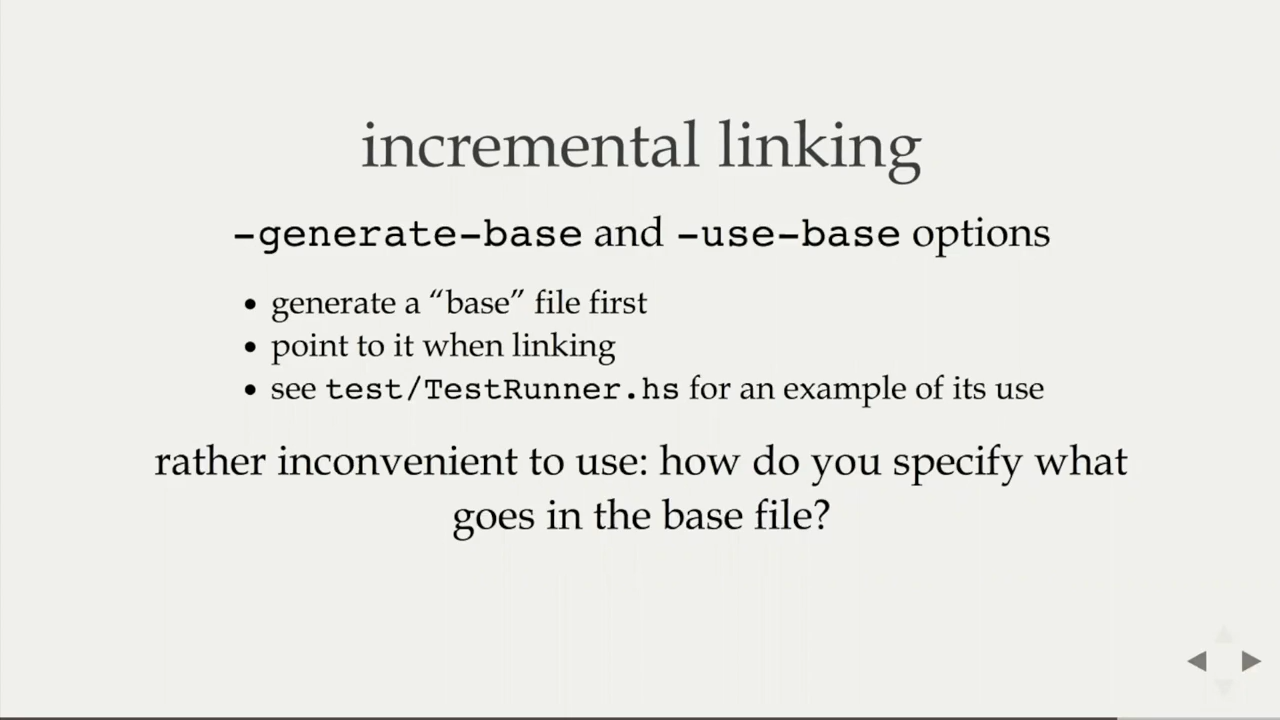 incremental linking
-generate-base and -use-base options
• generate a “base” file first
• point to it when linking
• see test/TestRunner.hs for an example of its use
rather inconvenient to use: how do you specify what
goes in the base file?